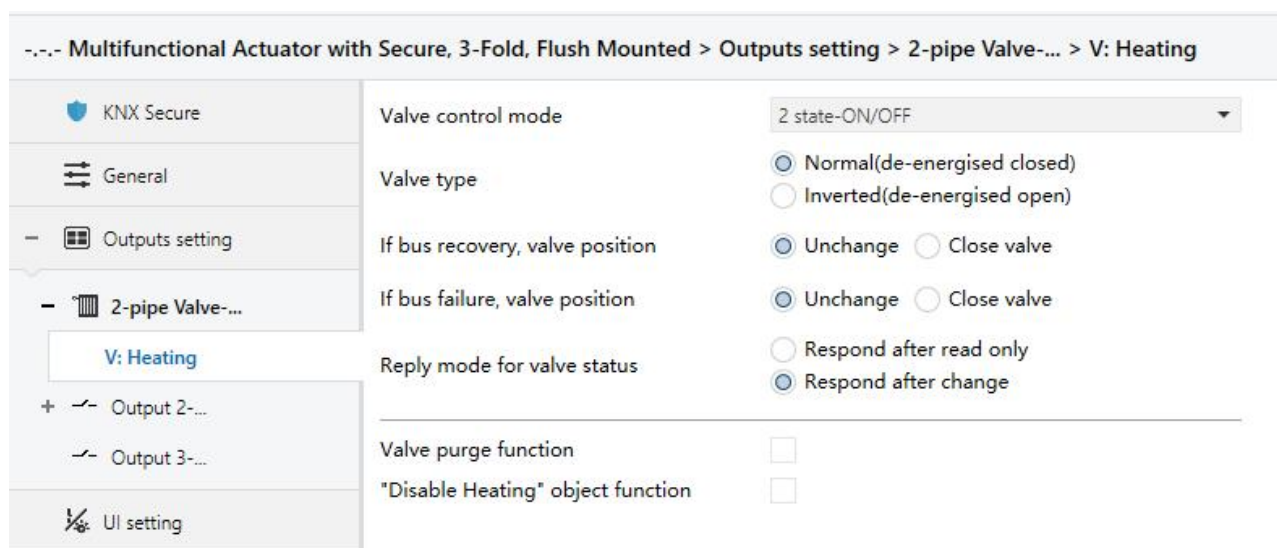 -.-.- Multifunctional Actuator with Secure, 3-Fold, Flush Mounted > Outputs setting > 2-pipe Valve-... > V: Heating
KNX Secure
General
Outputs setting
2-pipe Valve-...
V: Heating
Output 2-...
Output 3-...
UI setting
Valve control mode
2 state-ON/OFF
Valve type
Normal(de-energised closed)
Inverted(de-energised open)
If bus recovery, valve position
Unchange Close valve
If bus failure, valve position
Unchange Close valve
Reply mode for valve status
Respond after read only
Respond after change
Valve purge function
"Disable Heating" object function